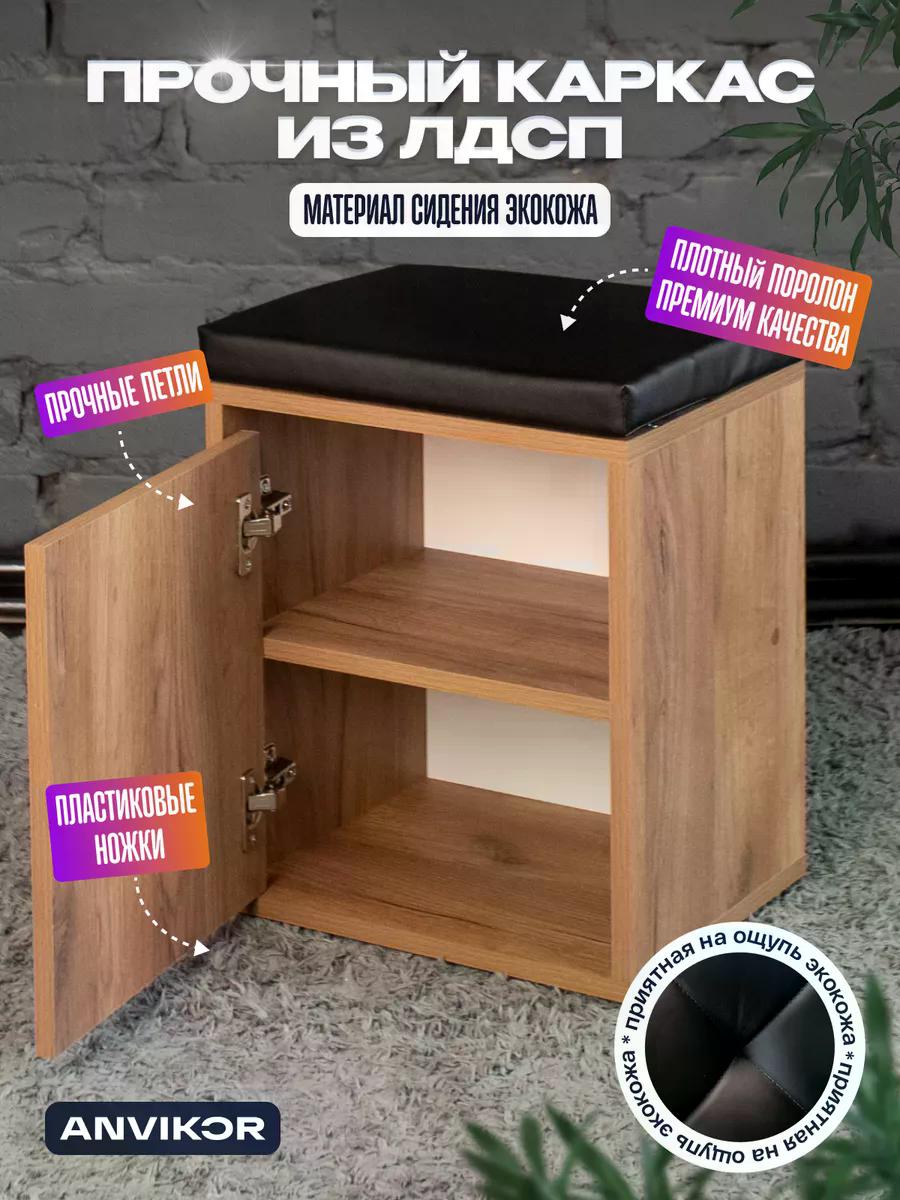 ПРОЧНЫЙ КАРКАС
ИЗ ЛДСП
МАТЕРИАЛ СИДЕНИЯ ЭКОКОЖА
ПЛОТНЫЙ ПОРОЛОН
ПРЕМИУМ КАЧЕСТВА
ПРОЧНЫЕ ПЕТЛИ
ПЛАСТИКОВЫЕ
НОЖКИ
приятная на ощупь экокожа * приятная на ощупь экокожа *
ANVIKOR